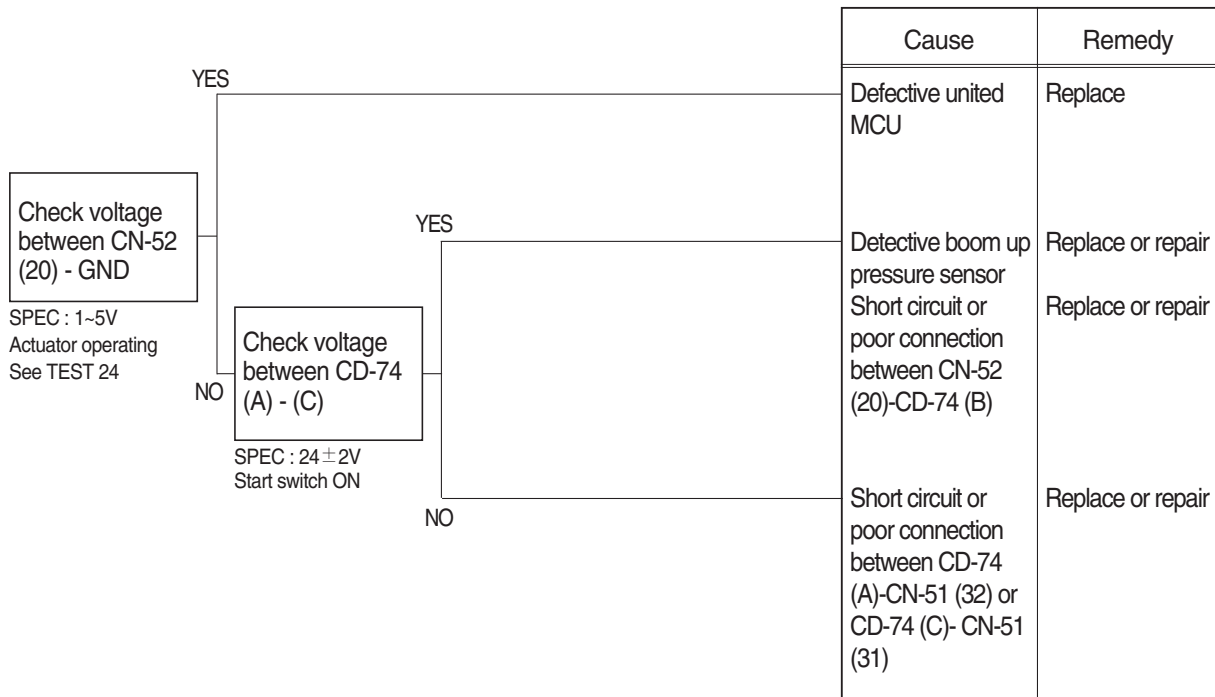 Cause Remedy
YES
Defective united Replace
MCU
Check voltage
between CN-52
(20) - GND
SPEC : 1~5V
Actuator operating
See TEST 24
NO
Check voltage
between CD-74
(A) - (C)
SPEC : 24±2V
Start switch ON
YES
Detective boom up Replace or repair
pressure sensor
Short circuit or Replace or repair
poor connection
between CN-52
(20)-CD-74 (B)
NO
Short circuit or Replace or repair
poor connection
between CD-74
(A)-CN-51 (32) or
CD-74 (C)- CN-51
(31)